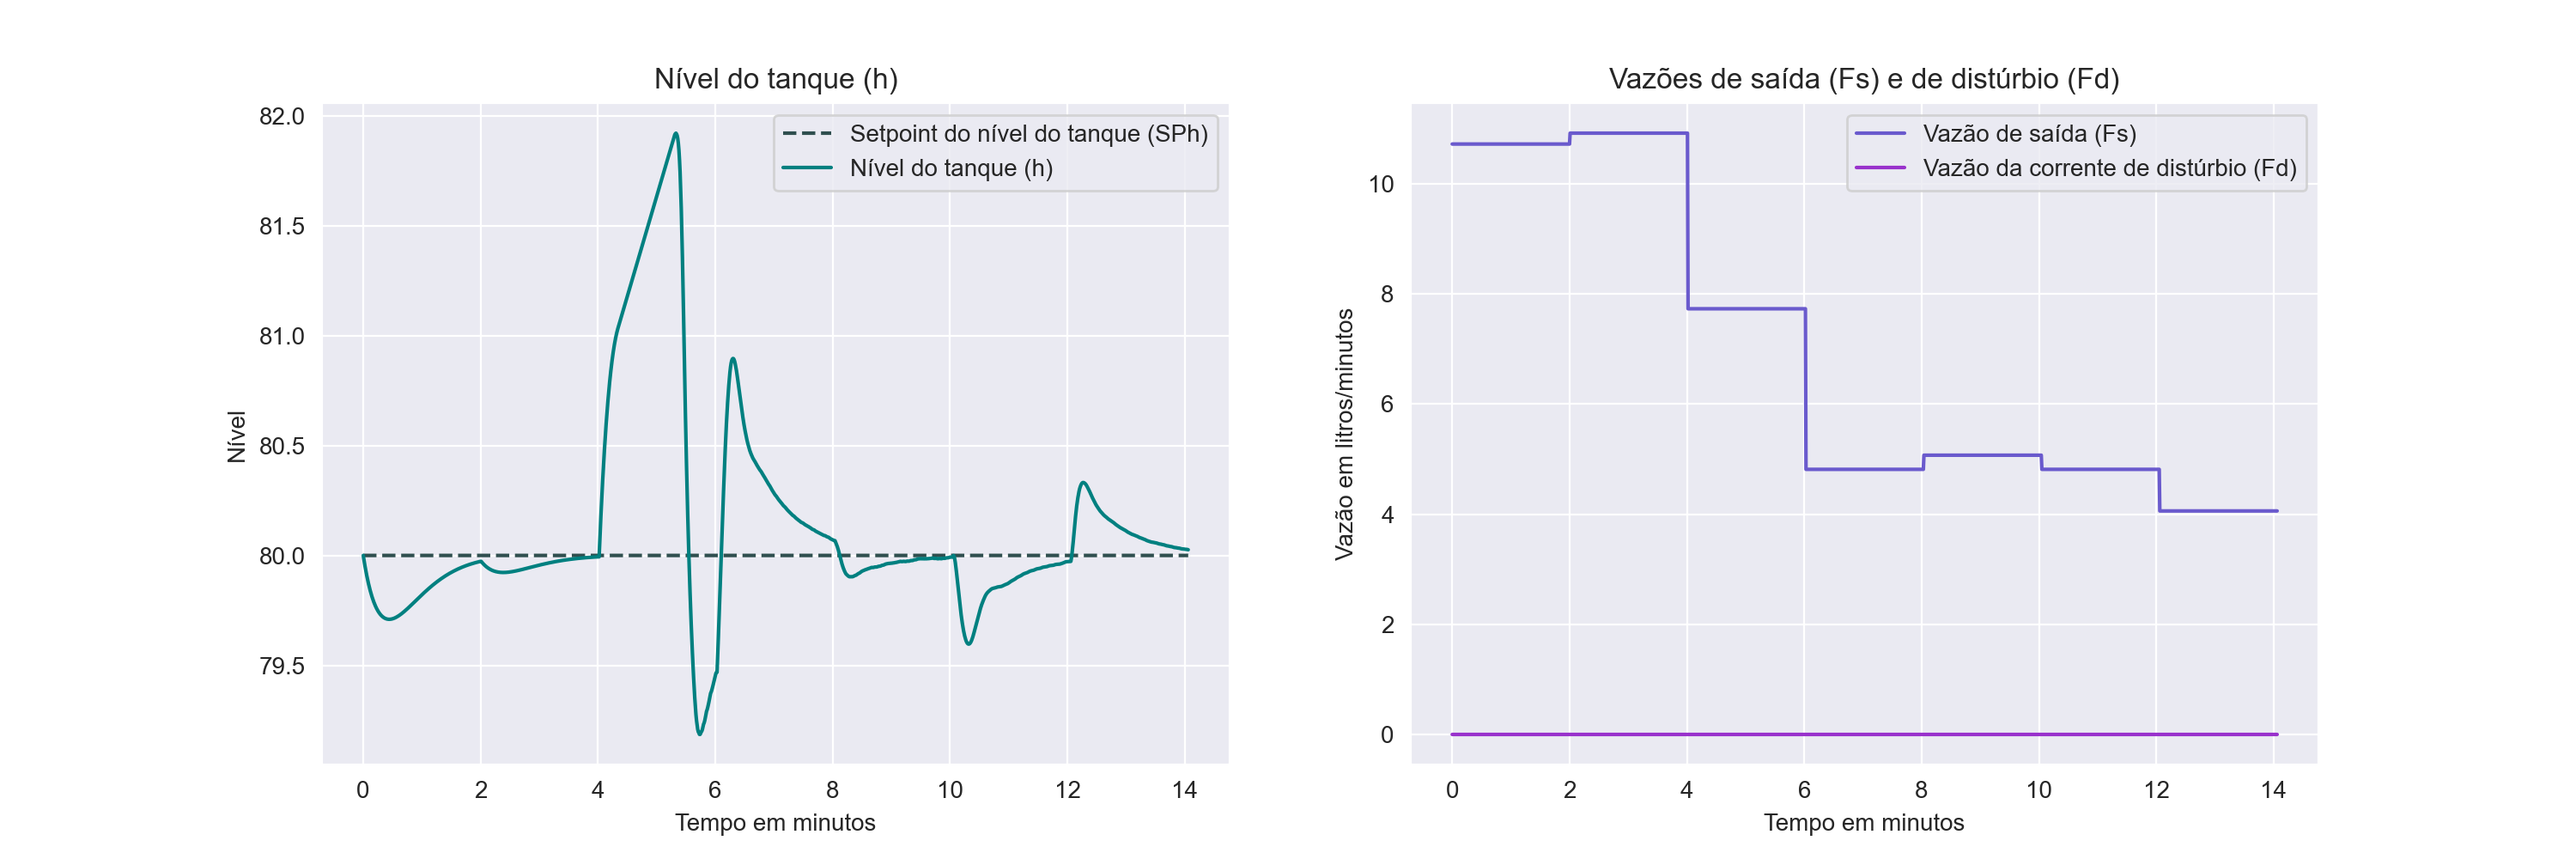 Nível do tanque (h)
82.0
81.5
81.0
80.5
80.0
79.5
Nível
Setpoint do nível do tanque (SPh)
Nível do tanque (h)
0 2 4 6 8 10 12 14
Tempo em minutos
Vazões de saída (Fs) e de distúrbio (Fd)
10
8
6
4
2
0
Vazão em litros/minutos
Vazão de saída (Fs)
Vazão da corrente de distúrbio (Fd)
0 2 4 6 8 10 12 14
Tempo em minutos